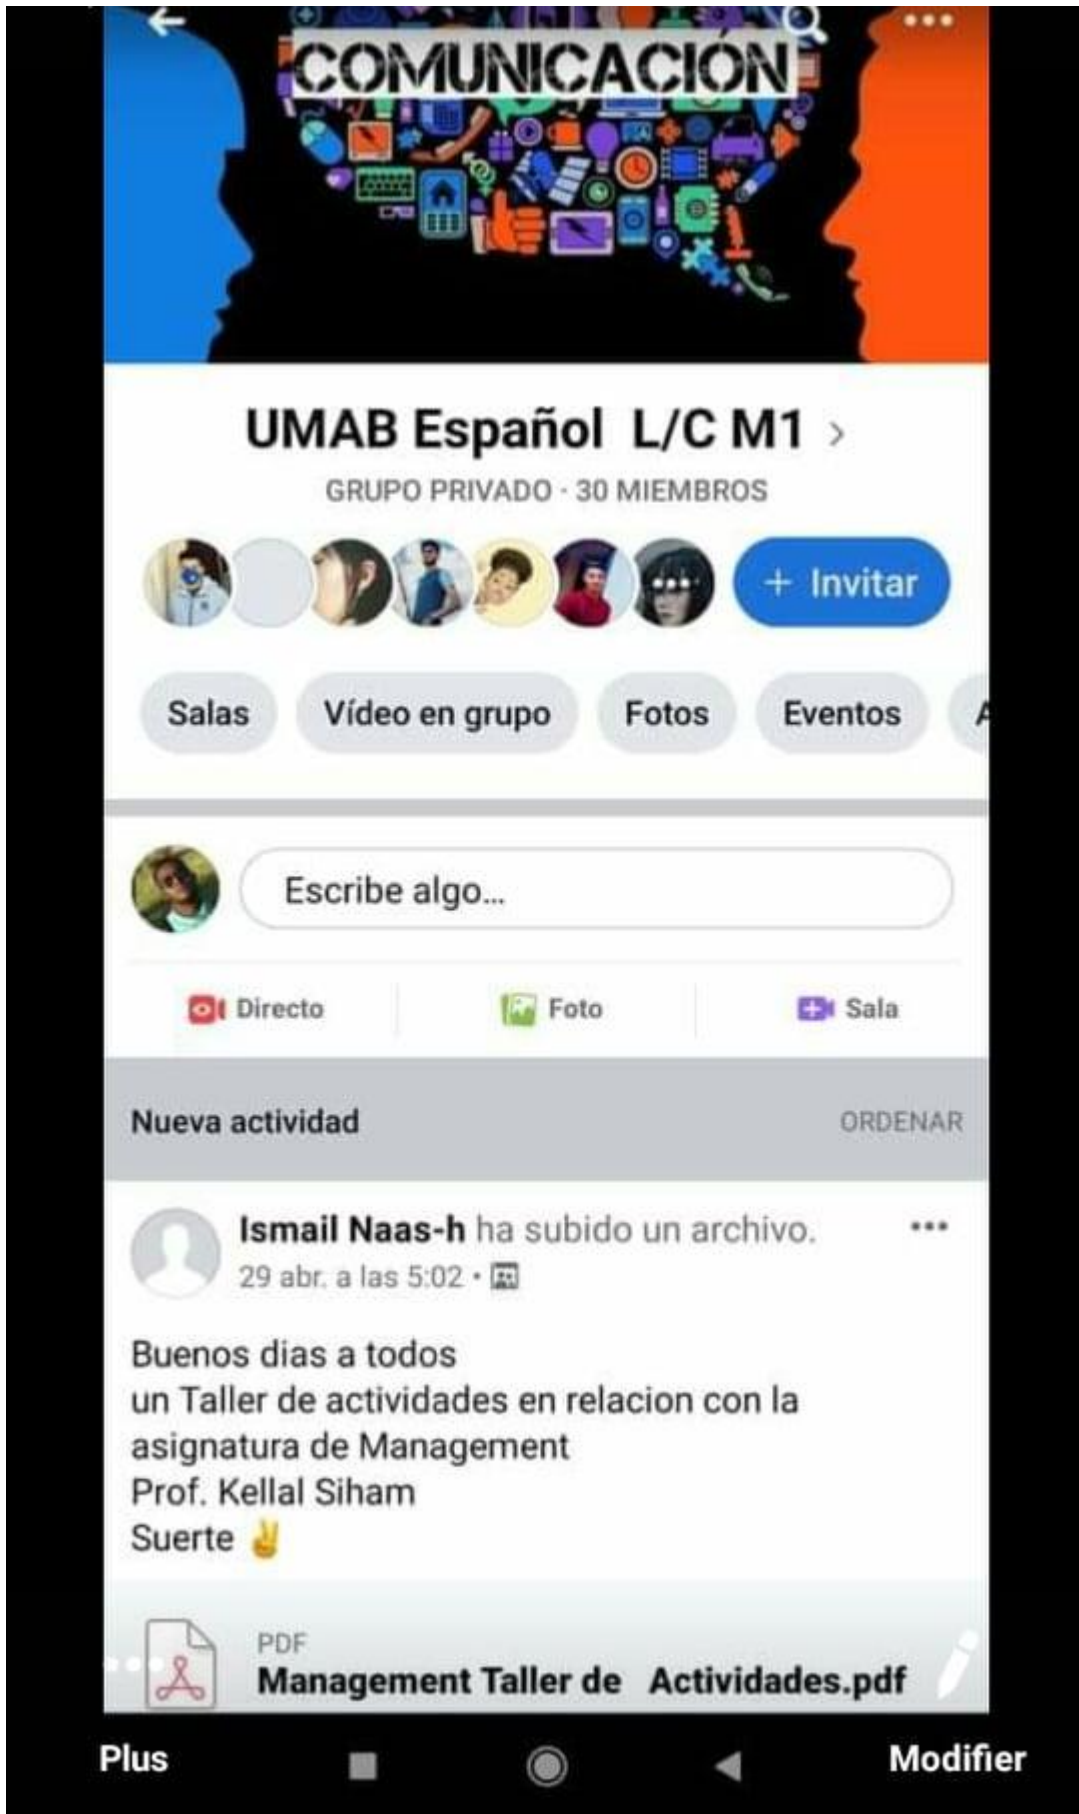 COMUNICACIÓN
UMAB Español L/C M1 >
GRUPO PRIVADO · 30 MIEMBROS
+ Invitar
Salas Vídeo en grupo Fotos Eventos A
Escribe algo...
Directo Foto Sala
Nueva actividad ORDENAR
Ismail Naas-h ha subido un archivo.
29 abr. a las 5:02 •
Buenos dias a todos
un Taller de actividades en relacion con la
asignatura de Management
Prof. Kellal Siham
Suerte ✌
PDF
Management Taller de Actividades.pdf
Plus Modifier